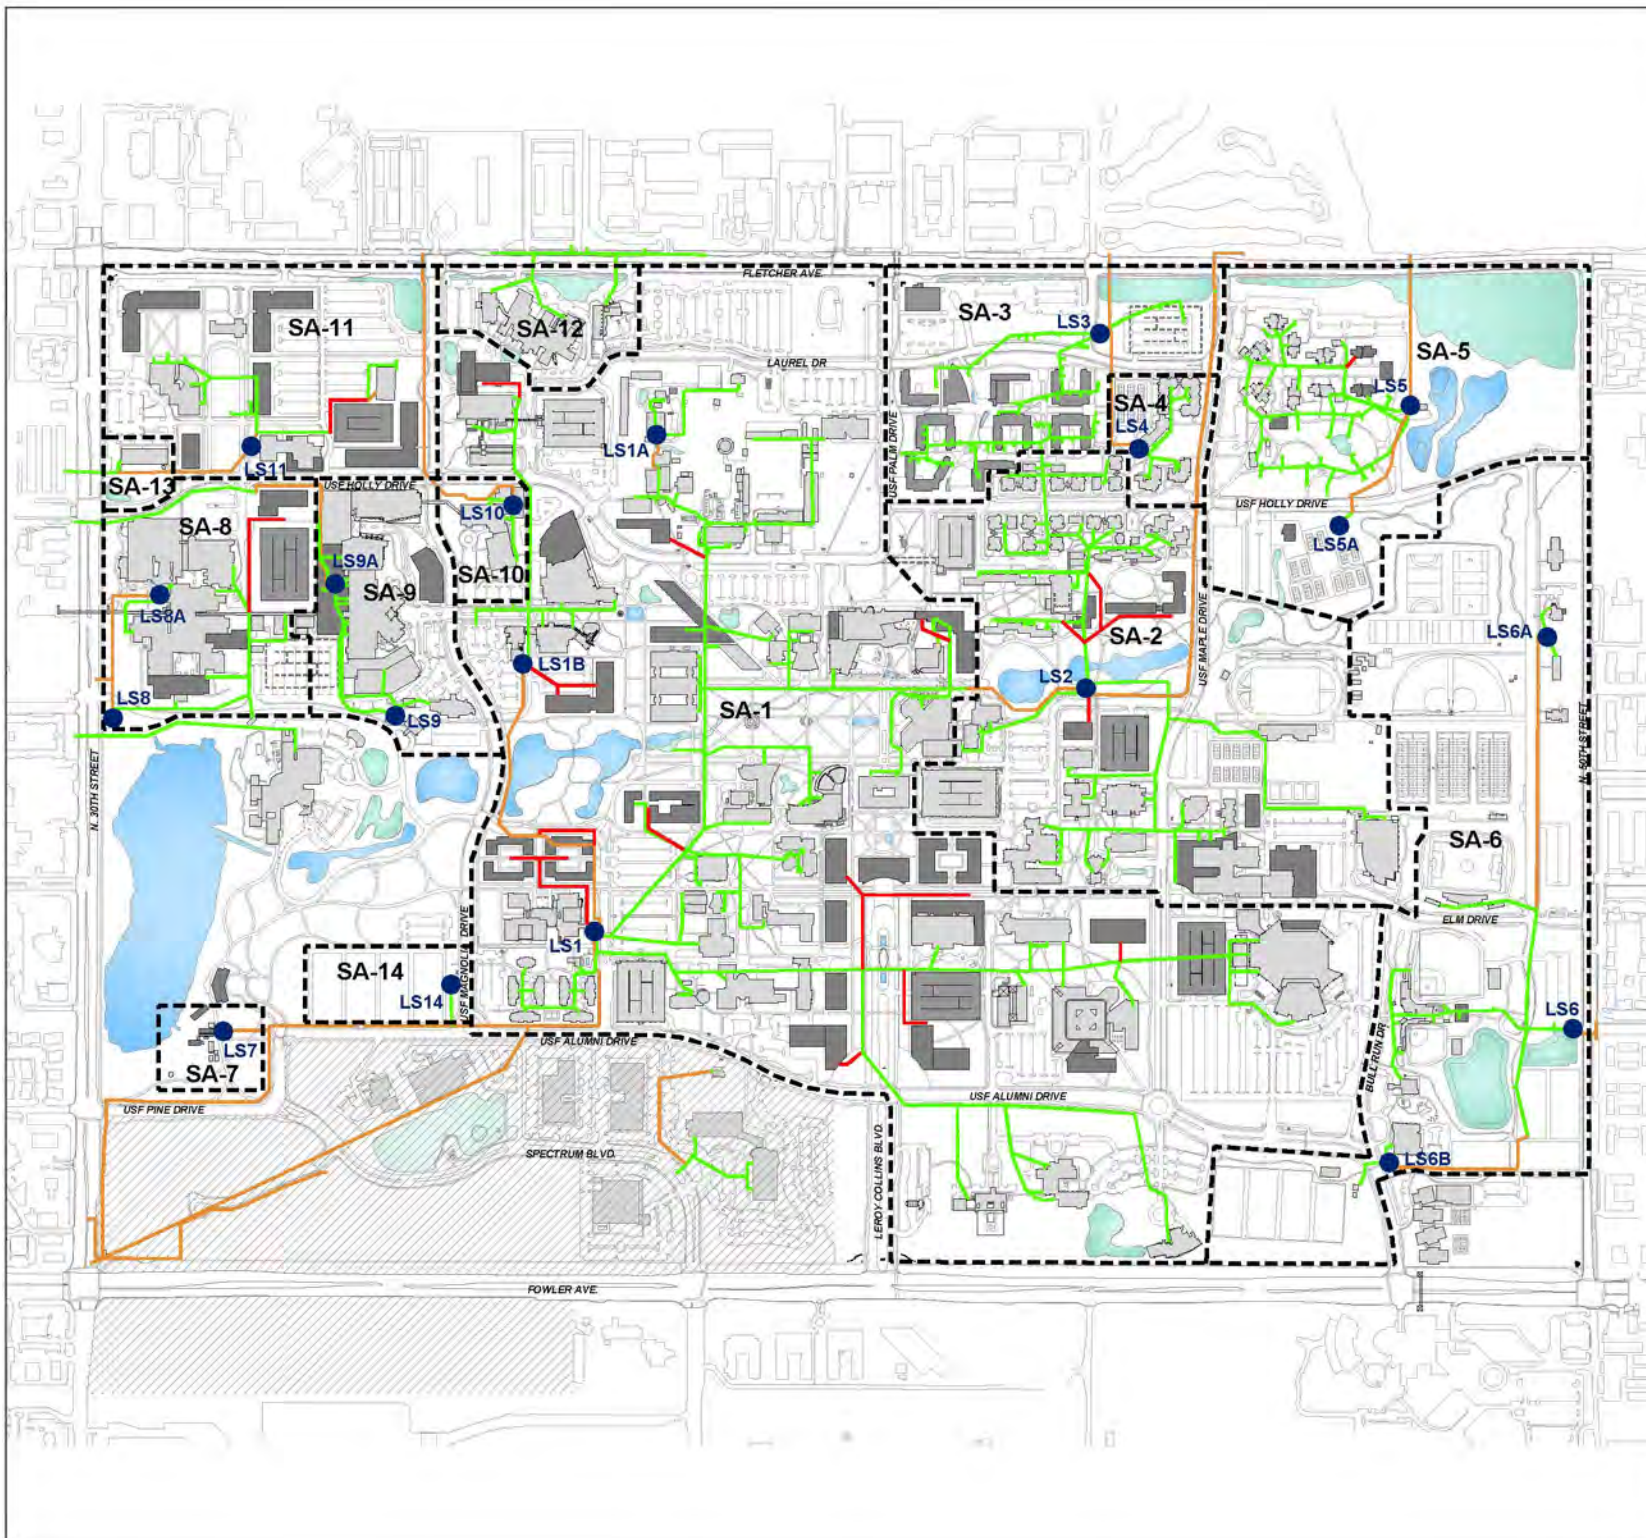 FLETCHER AVE.
SA-11
SA-12
SA-3
LS3
LAUREL DR
SA-5
LS5
SA-4
LS4
USF PALM DRIVE
LS1A
LS11
SA-13
USF HOLLY DRIVE
LS10
USF HOLLY DRIVE
LS5A
SA-8
LS9A
SA-9
SA-10
LS8A
SA-2
USF MAPLE DRIVE
LS6A
LS1B
LS2
LS8
LS9
SA-1
N. 30TH STREET
N. 50TH STREET
SA-6
ELM DRIVE
USF MAGNOLIA DRIVE
LS1
SA-14
LS14
LS7
SA-7
LS6
BULL RUN DR.
USF ALUMNI DRIVE
USF ALUMNI DRIVE
USF PINE DRIVE
SPECTRUM BLVD.
LEROY COLLINS BLVD.
LS6B
FOWLER AVE.